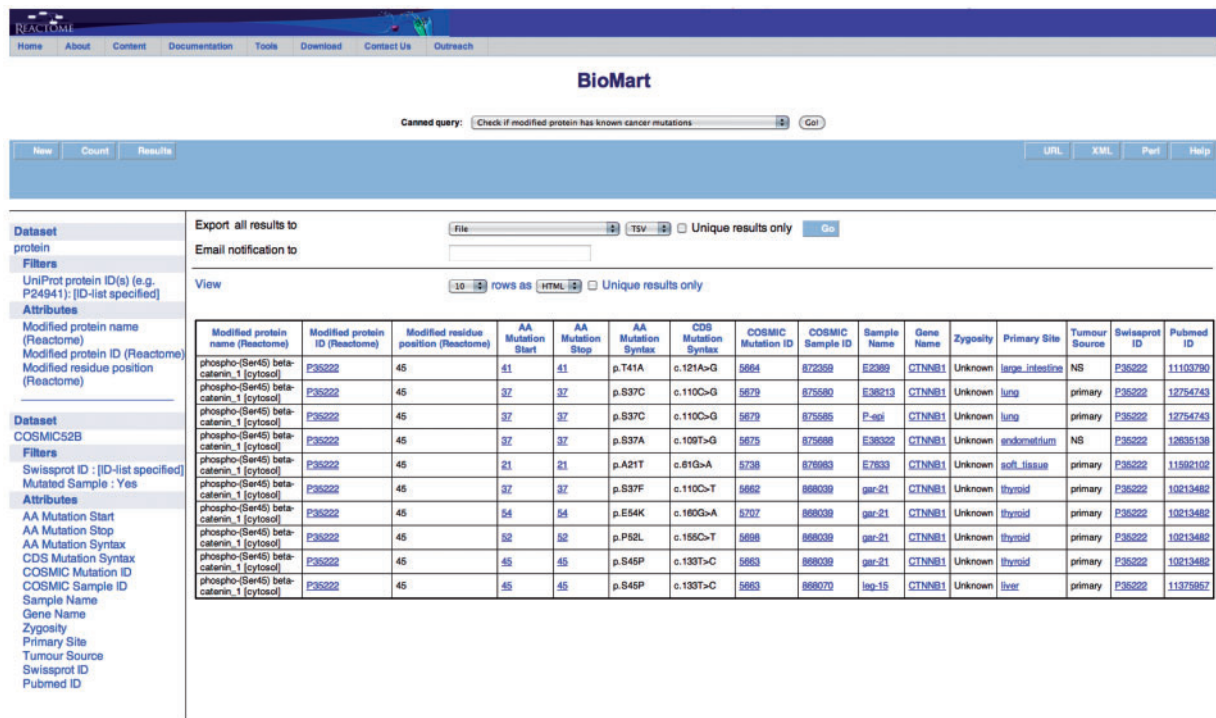 REACTOME
Home About Content Documentation Tools Download Contact Us Outreach
BioMart
Canned query: Check if modified protein has known cancer mutations Go!
New Count Results URL XML Perl Help
Dataset
protein
Filters
UniProt protein ID(s) (e.g.
P24941): [ID-list specified]
Attributes
Modified protein name
(Reactome)
Modified protein ID (Reactome)
Modified residue position
(Reactome)
Dataset
COSMIC52B
Filters
Swissprot ID : [ID-list specified]
Mutated Sample : Yes
Attributes
AA Mutation Start
AA Mutation Stop
AA Mutation Syntax
CDS Mutation Syntax
COSMIC Mutation ID
COSMIC Sample ID
Sample Name
Gene Name
Zygosity
Primary Site
Tumour Source
Swissprot ID
Pubmed ID
Export all results to File TSV Unique results only Go
Email notification to
View 10 rows as HTML Unique results only
Modified protein name (Reactome) Modified protein ID (Reactome) Modified residue position (Reactome) AA Mutation Start AA Mutation Stop AA Mutation Syntax CDS Mutation Syntax COSMIC Mutation ID COSMIC Sample ID Sample Name Gene Name Zygosity Primary Site Tumour Source Swissprot ID Pubmed ID
phospho-(Ser45) beta-catenin_1 [cytosol] P35222 45 41 41 p.T41A c.121A>G 5664 872359 E2389 CTNNB1 Unknown large_intestine NS P35222 11103790
phospho-(Ser45) beta-catenin_1 [cytosol] P35222 45 37 37 p.S37C c.110C>G 5679 875580 E38213 CTNNB1 Unknown lung primary P35222 12754743
phospho-(Ser45) beta-catenin_1 [cytosol] P35222 45 37 37 p.S37C c.110C>G 5679 875585 P-epi CTNNB1 Unknown lung primary P35222 12754743
phospho-(Ser45) beta-catenin_1 [cytosol] P35222 45 37 37 p.S37A c.109T>G 5675 875688 E38322 CTNNB1 Unknown endometrium NS P35222 12635138
phospho-(Ser45) beta-catenin_1 [cytosol] P35222 45 21 21 p.A21T c.61G>A 5738 876983 E7633 CTNNB1 Unknown soft_tissue primary P35222 11592102
phospho-(Ser45) beta-catenin_1 [cytosol] P35222 45 37 37 p.S37F c.110C>T 5662 868039 gar-21 CTNNB1 Unknown thyroid primary P35222 10213482
phospho-(Ser45) beta-catenin_1 [cytosol] P35222 45 54 54 p.E54K c.160G>A 5707 868039 gar-21 CTNNB1 Unknown thyroid primary P35222 10213482
phospho-(Ser45) beta-catenin_1 [cytosol] P35222 45 52 52 p.P52L c.155C>T 5698 868039 gar-21 CTNNB1 Unknown thyroid primary P35222 10213482
phospho-(Ser45) beta-catenin_1 [cytosol] P35222 45 45 45 p.S45P c.133T>C 5663 868039 gar-21 CTNNB1 Unknown thyroid primary P35222 10213482
phospho-(Ser45) beta-catenin_1 [cytosol] P35222 45 45 45 p.S45P c.133T>C 5663 868070 leg-15 CTNNB1 Unknown liver primary P35222 11375957